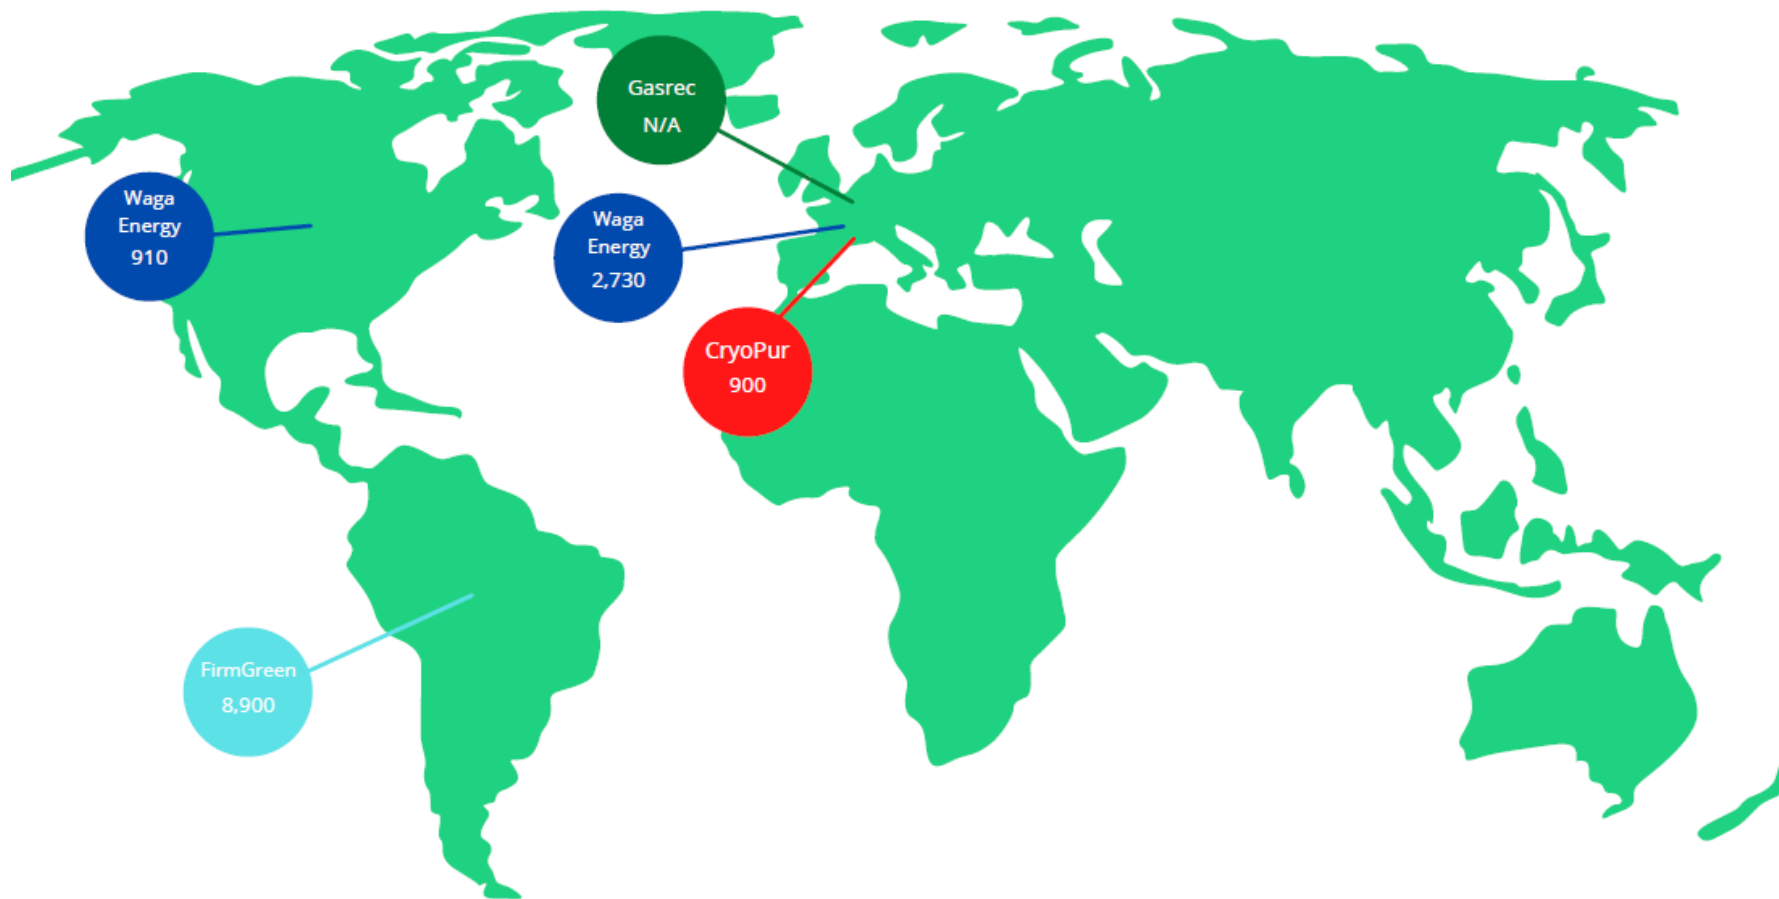 Gasrec
N/A
Waga
Energy
910
Waga
Energy
2,730
CryoPur
900
FirmGreen
8,900